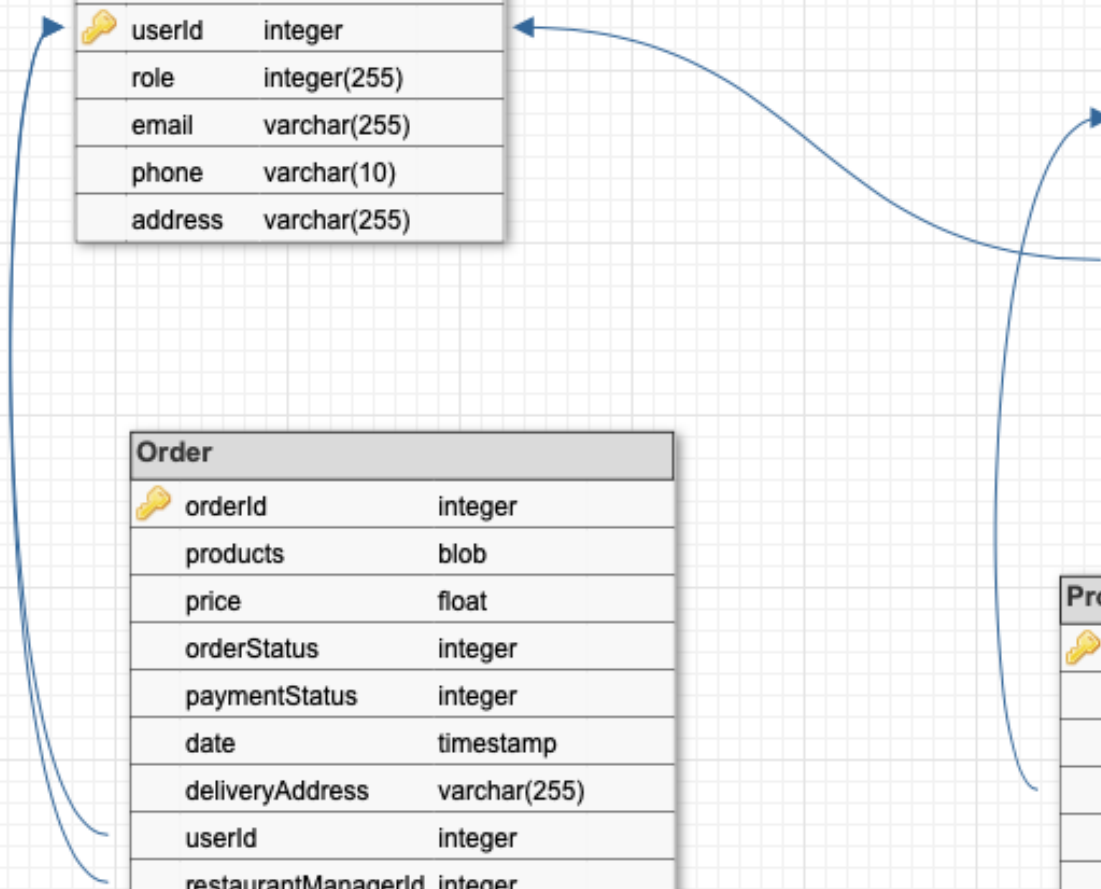 userId integer
role integer(255)
email varchar(255)
phone varchar(10)
address varchar(255)
Order
orderId integer
products blob
price float
orderStatus integer
paymentStatus integer
date timestamp
deliveryAddress varchar(255)
userId integer
restaurantManagerId integer
Pro